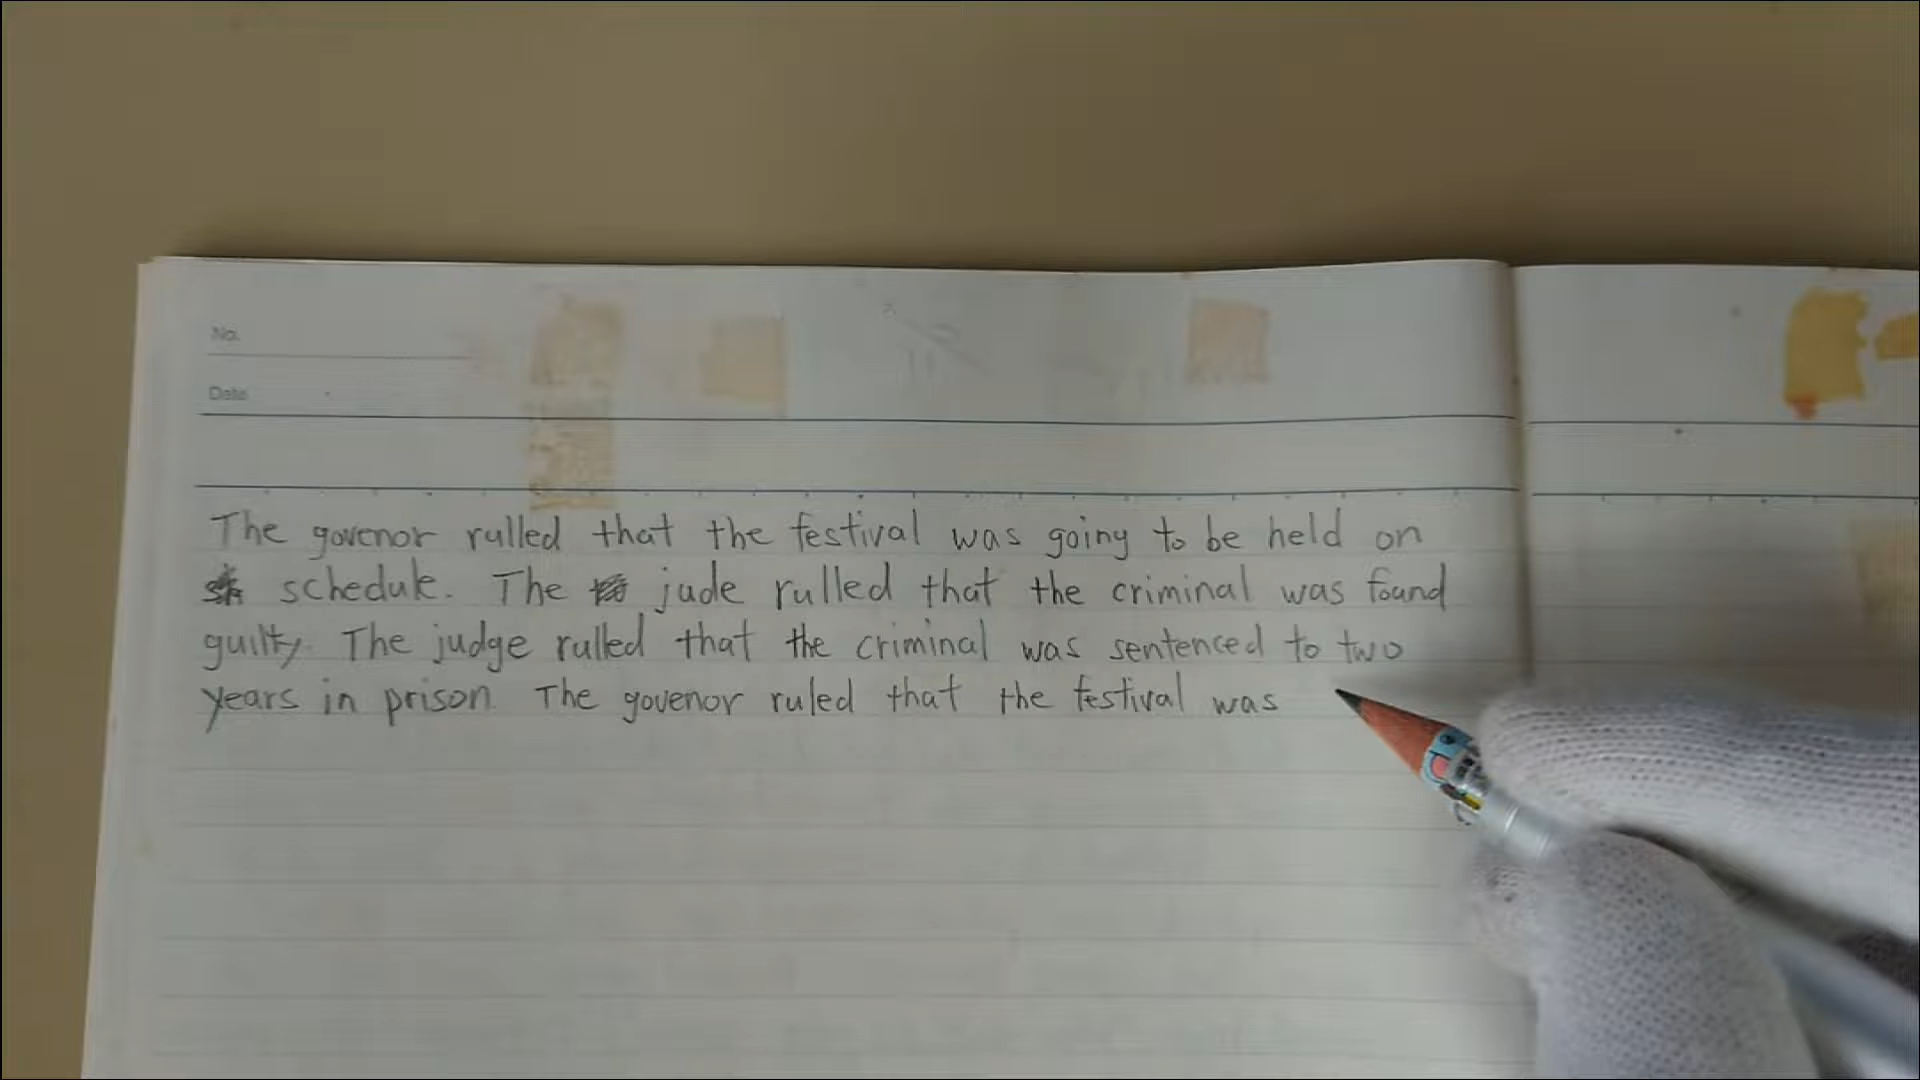 No.
Date
The govenor rulled that the festival was going to be held on
schedule. The jude rulled that the criminal was found
guilty. The judge rulled that the criminal was sentenced to two
years in prison. The govenor ruled that the festival was